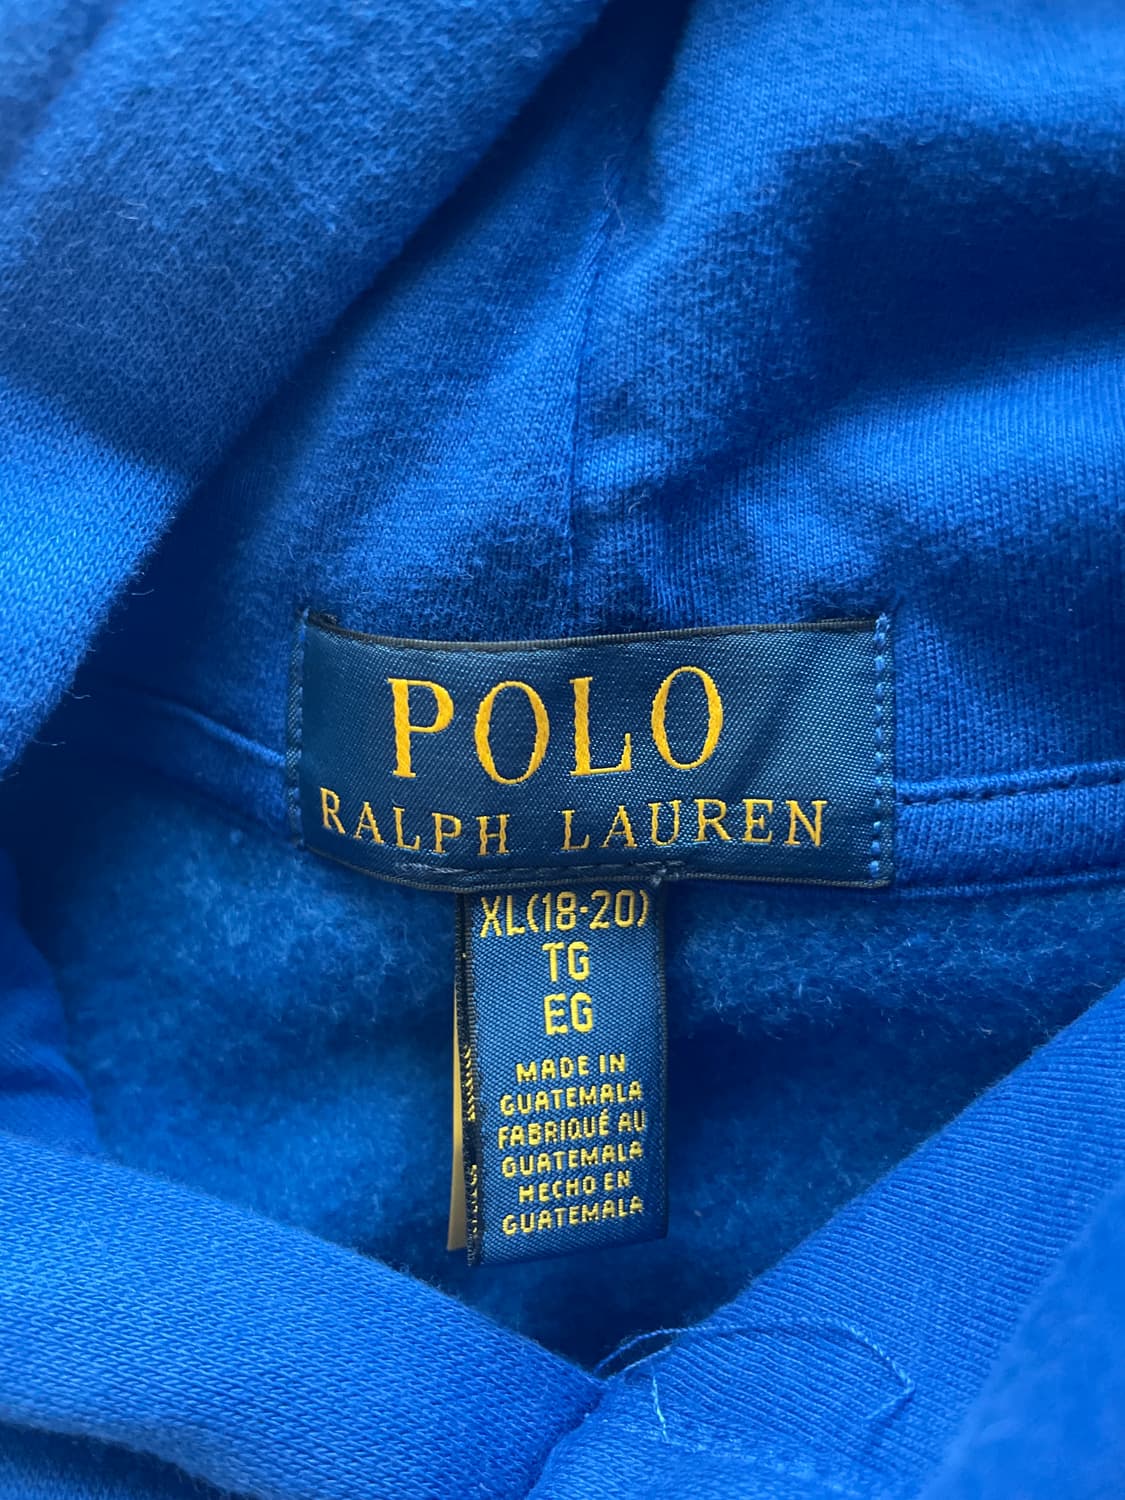 POLO
RALPH LAUREN
XL(18-20)
TG
EG
MADE IN
GUATEMALA
FABRIQUÉ AU
GUATEMALA
HECHO EN
GUATEMALA